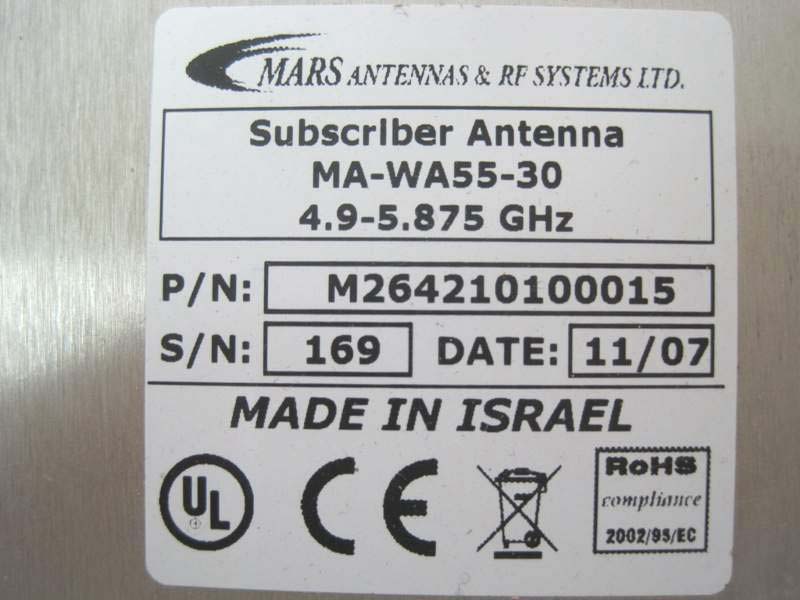 MARS ANTENNAS & RF SYSTEMS LTD.
Subscriber Antenna
MA-WA55-30
4.9-5.875 GHz
P/N: M264210100015
S/N: 169 DATE: 11/07
MADE IN ISRAEL
UL CE RoHS
compliance
2002/95/EC